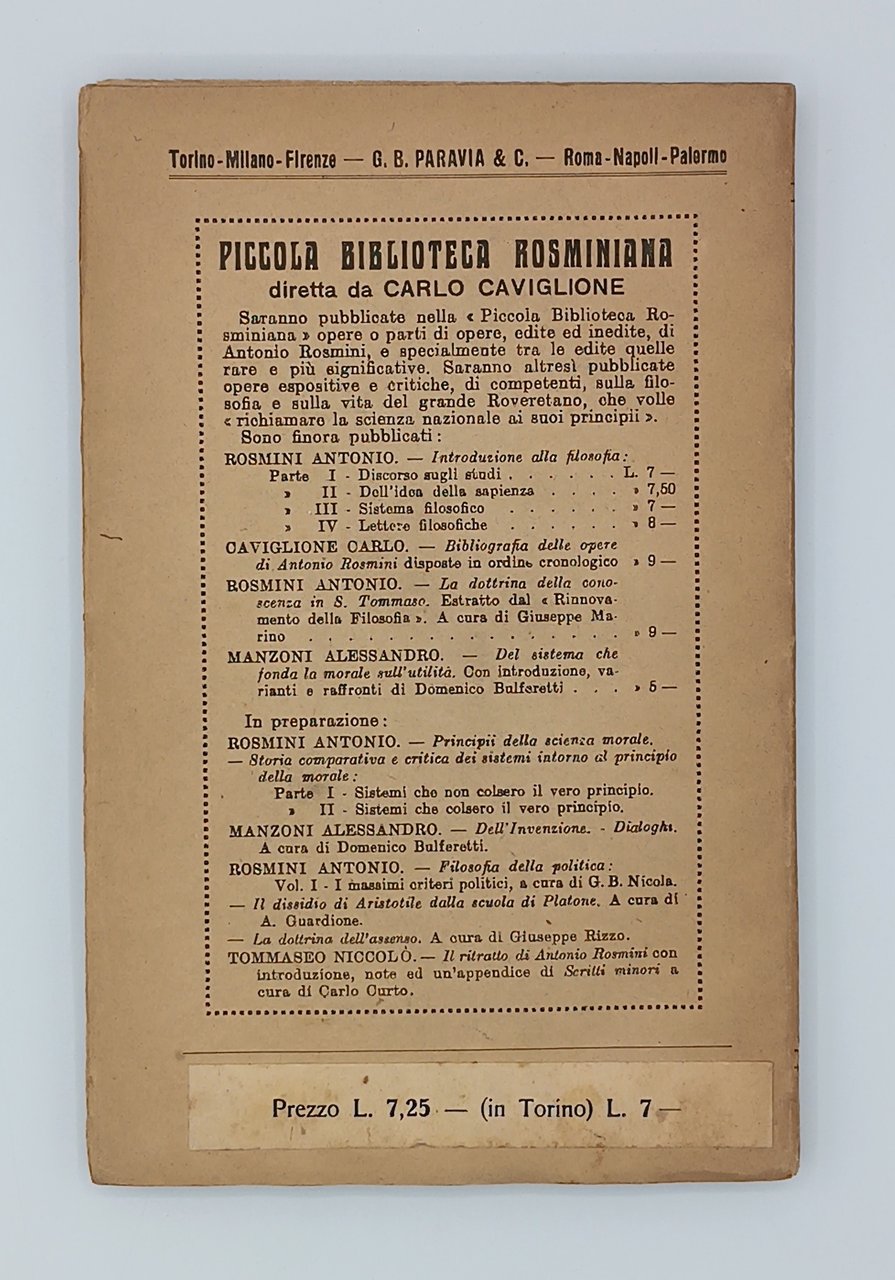 Torino-Milano-Firenze — G. B. PARAVIA & C. — Roma-Napoli-Palermo
PICCOLA BIBLIOTECA ROSMINIANA
diretta da CARLO CAVIGLIONE
Saranno pubblicate nella « Piccola Biblioteca Ro-
sminiana » opere o parti di opere, edite ed inedite, di
Antonio Rosmini, e specialmente tra le edite quelle
rare e più significative. Saranno altresì pubblicate
opere espositive e critiche, di competenti, sulla filo-
sofia e sulla vita del grande Roveretano, che volle
« richiamare la scienza nazionale ai suoi principii ».
Sono finora pubblicati:
ROSMINI ANTONIO. — Introduzione alla filosofia:
Parte I - Discorso sugli studi . . . . . . L. 7 —
» II - Dell'idea della sapienza . . . . » 7,50
» III - Sistema filosofico . . . . . . » 7 —
» IV - Lettere filosofiche . . . . . . » 8 —
CAVIGLIONE CARLO. — Bibliografia delle opere
di Antonio Rosmini disposte in ordine cronologico » 9 —
ROSMINI ANTONIO. — La dottrina della cono-
scenza in S. Tommaso. Estratto dal « Rinnova-
mento della Filosofia ». A cura di Giuseppe Ma-
rino . . . . . . . . . . . . . . . . » 9 —
MANZONI ALESSANDRO. — Del sistema che
fonda la morale sull'utilità. Con introduzione, va-
rianti e raffronti di Domenico Bulferetti . . . » 5 —
In preparazione:
ROSMINI ANTONIO. — Principii della scienza morale.
— Storia comparativa e critica dei sistemi intorno al principio
della morale:
Parte I - Sistemi che non colsero il vero principio.
» II - Sistemi che colsero il vero principio.
MANZONI ALESSANDRO. — Dell'Invenzione. - Dialoghi.
A cura di Domenico Bulferetti.
ROSMINI ANTONIO. — Filosofia della politica:
Vol. I - I massimi criteri politici, a cura di G. B. Nicola.
— Il dissidio di Aristotile dalla scuola di Platone. A cura di
A. Guardione.
— La dottrina dell'assenso. A cura di Giuseppe Rizzo.
TOMMASEO NICCOLÒ. — Il ritratto di Antonio Rosmini con
introduzione, note ed un'appendice di Scritti minori a
cura di Carlo Curto.
Prezzo L. 7,25 — (in Torino) L. 7 —